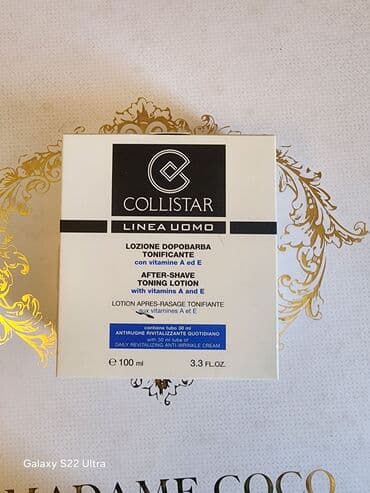 COLLISTAR
LINEA UOMO
LOZIONE DOPOBARBA
TONIFICANTE
con vitamine A ed E
AFTER-SHAVE
TONING LOTION
with vitamins A and E
LOTION APRES-RASAGE TONIFIANTE
aux vitamines A et E
contiene tubo 30 ml
ANTIRUGHE RIVITALIZZANTE QUOTIDIANO
with 30 ml tube of
DAILY REVITALIZING ANTI-WRINKLE CREAM
℮ 100 ml 3.3 FL.OZ.
Galaxy S22 Ultra
MADAME COCO